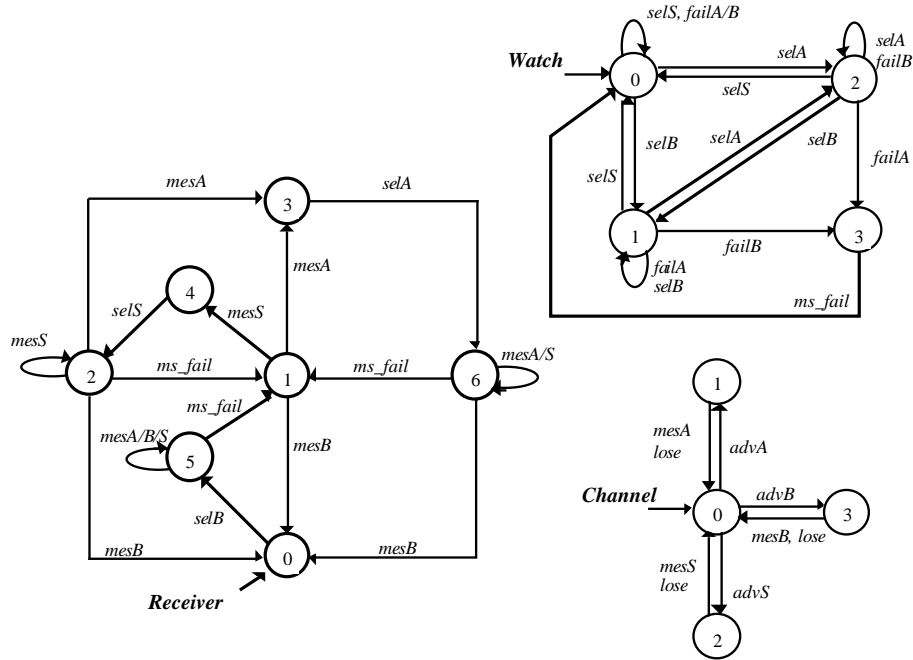 selS, failA/B
Watch
0
selA
selS
2
selA
failB
selS
selB
selA
selB
failA
1
failB
3
failA
selB
ms_fail
mesA
3
selA
mesA
4
selS
mesS
mesS
2
ms_fail
1
ms_fail
6
mesA/S
ms_fail
mesA/B/S
5
mesB
selB
mesB
0
mesB
Receiver
1
mesA
lose
advA
Channel
0
advB
3
mesB, lose
mesS
lose
advS
2